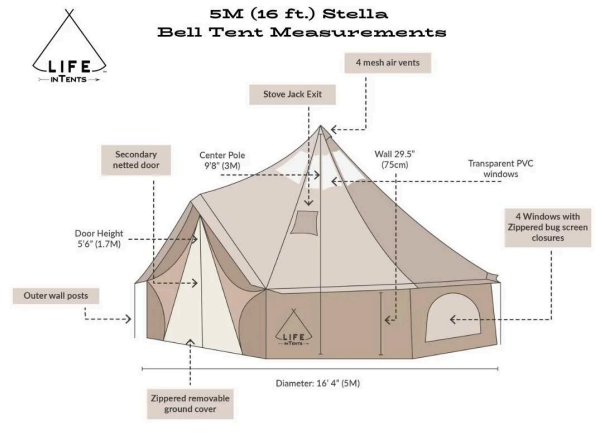 5M (16 ft.) Stella
Bell Tent Measurements
LIFE
inTENTS
4 mesh air vents
Stove Jack Exit
Secondary
netted door
Center Pole
9'8" (3M)
Wall 29.5"
(75cm)
Transparent PVC
windows
4 Windows with
Zippered bug screen
closures
Door Height
5'6" (1.7M)
Outer wall posts
LIFE
inTENTS
Diameter: 16' 4" (5M)
Zippered removable
ground cover